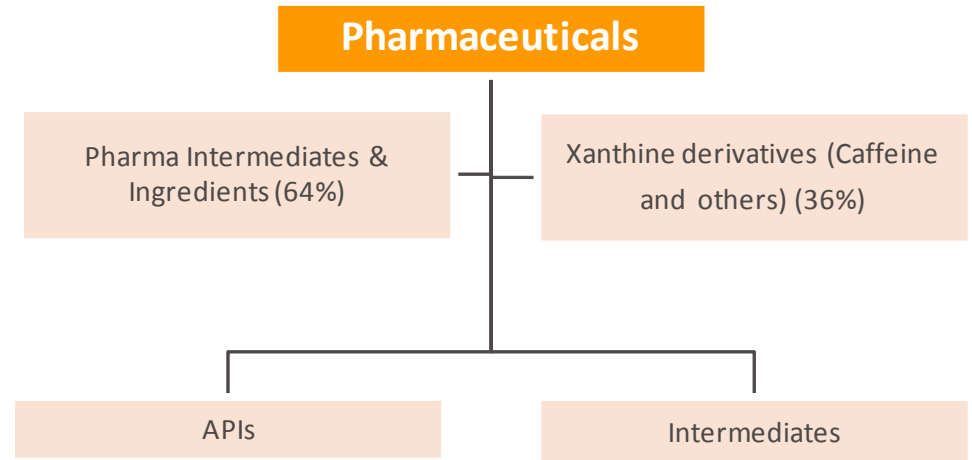 Pharmaceuticals
Pharma Intermediates &
Ingredients (64%)
Xanthine derivatives (Caffeine
and others) (36%)
APIs
Intermediates